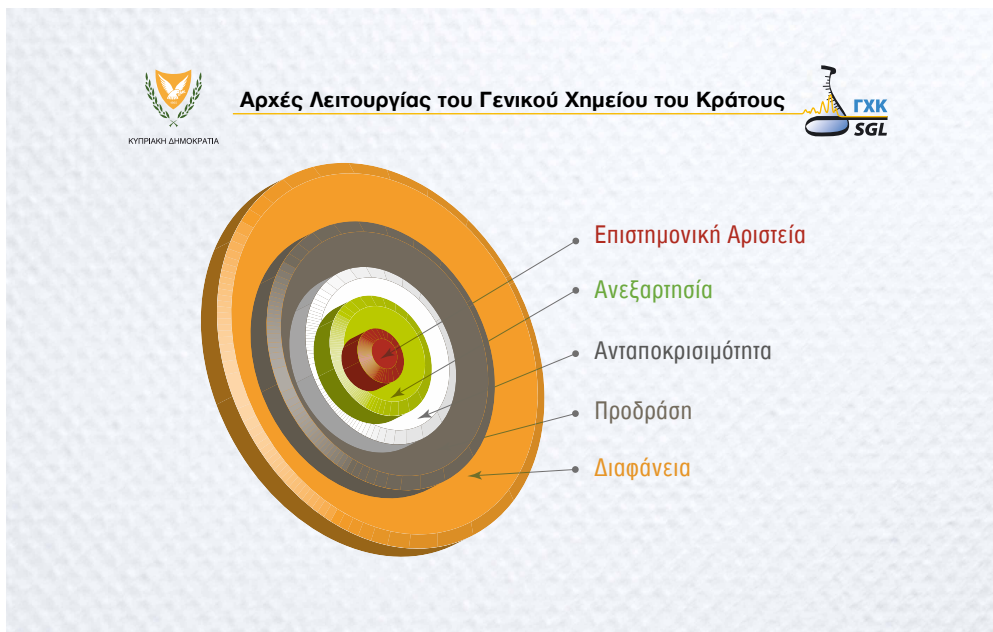 Αρχές Λειτουργίας του Γενικού Χημείου του Κράτους
ΓΧΚ
SGL
ΚΥΠΡΙΑΚΗ ΔΗΜΟΚΡΑΤΙΑ
Επιστημονική Αριστεία
Ανεξαρτησία
Ανταποκρισιμότητα
Προδράση
Διαφάνεια